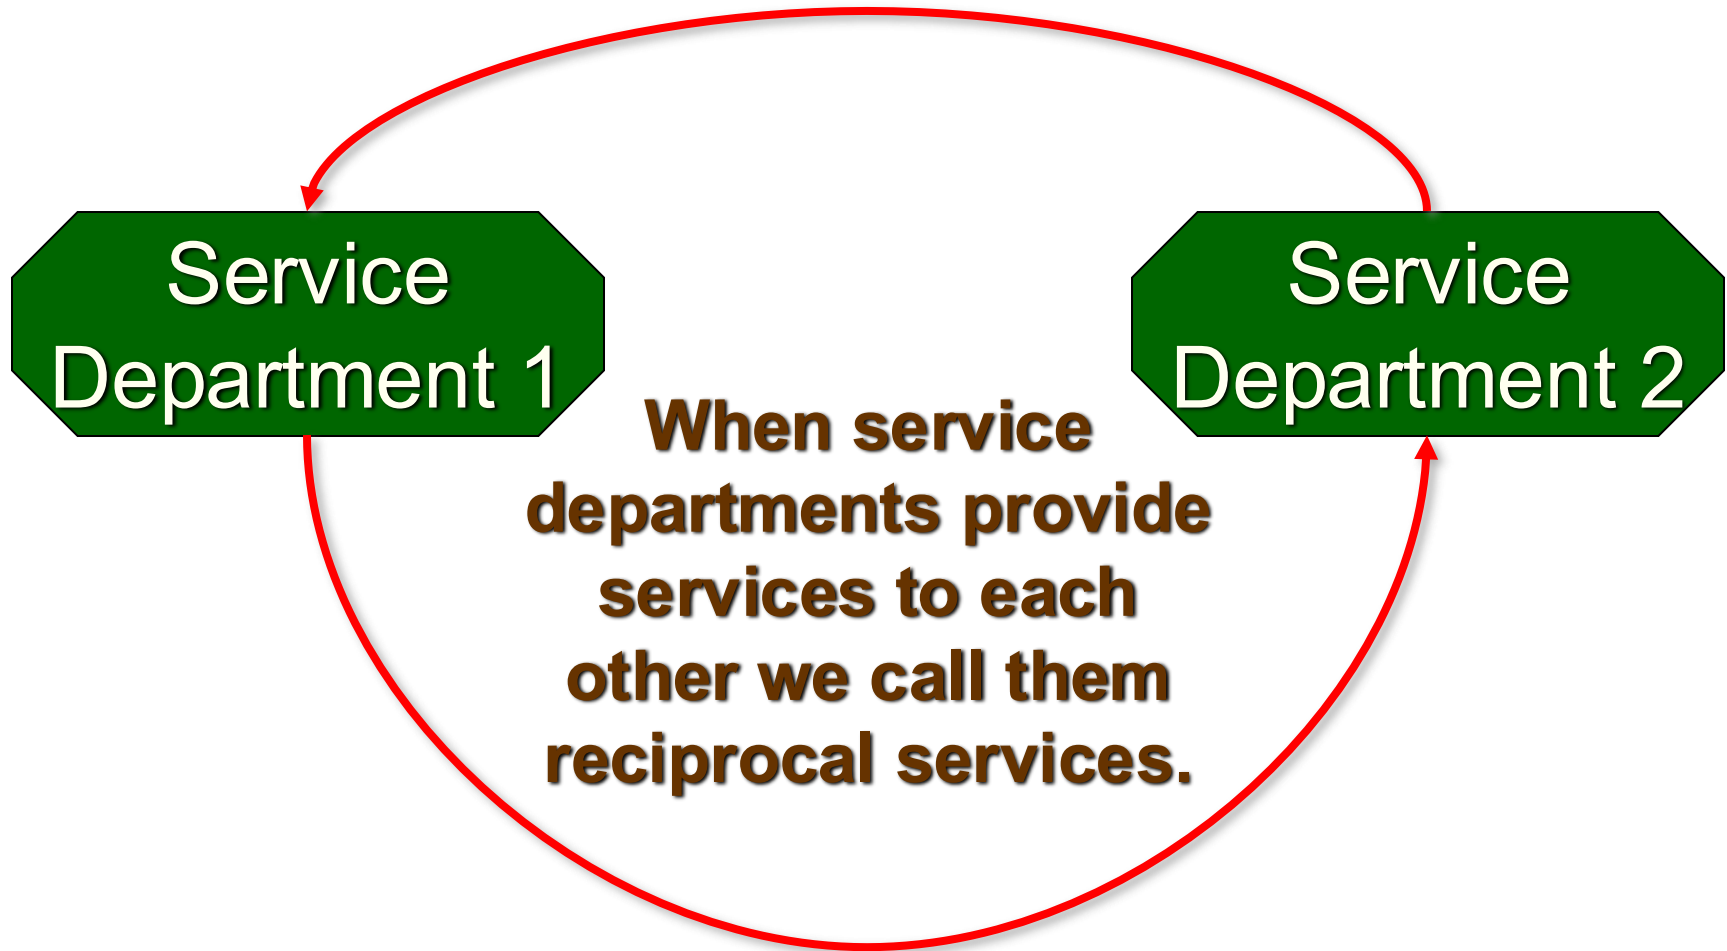 Service
Department 1
Service
Department 2
When service
departments provide
services to each
other we call them
reciprocal services.